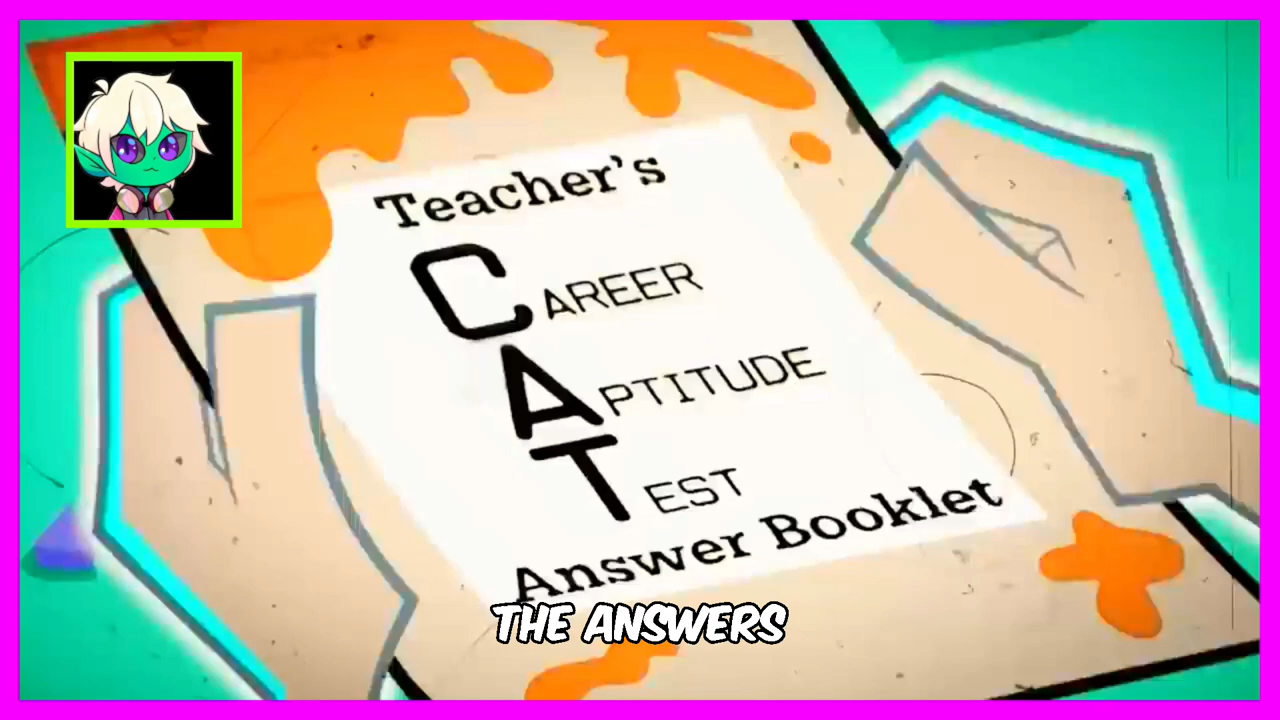 Teacher's
CAREER
APTITUDE
TEST
Answer Booklet
THE ANSWERS